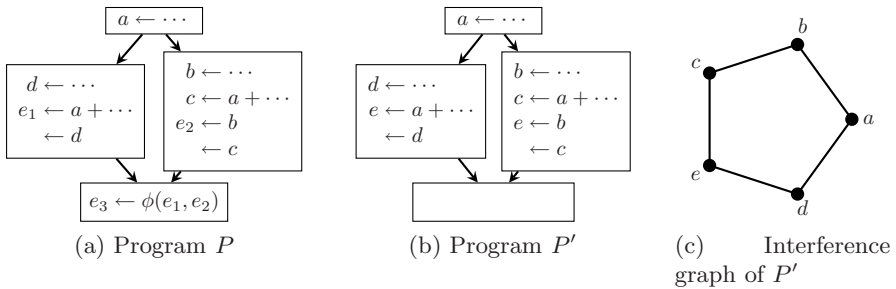 a ← ···
d ← ···
e₁ ← a + ···
← d
b ← ···
c ← a + ···
e₂ ← b
← c
e₃ ← ϕ(e₁, e₂)
(a) Program P
a ← ···
d ← ···
e ← a + ···
← d
b ← ···
c ← a + ···
e ← b
← c
(b) Program P′
b
c
a
e
d
(c) Interference
graph of P′